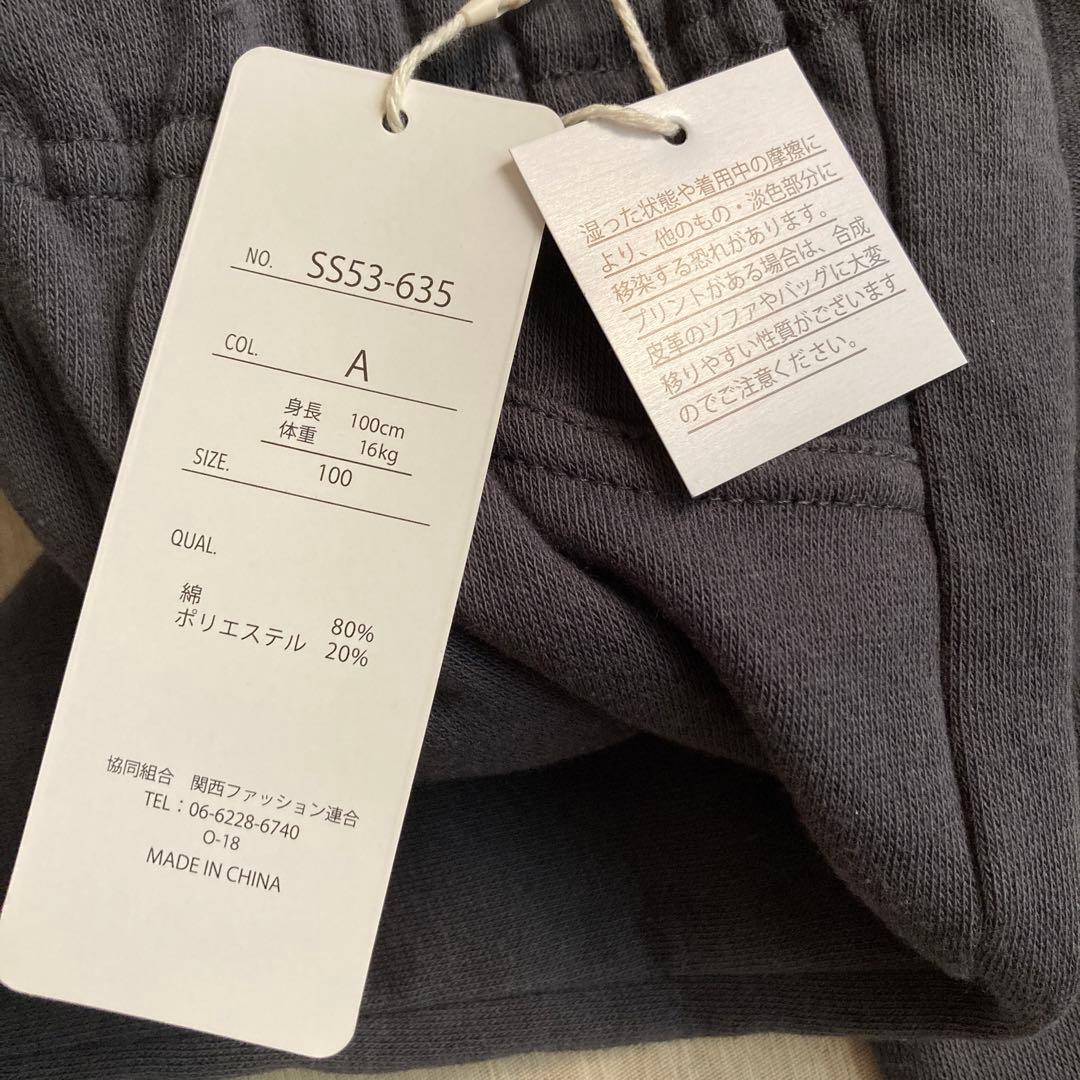 NO. SS53-635
COL. A
身長 100cm
体重 16kg
SIZE. 100
QUAL.
綿 80%
ポリエステル 20%
協同組合 関西ファッション連合
TEL：06-6228-6740
O-18
MADE IN CHINA
湿った状態や着用中の摩擦に
より、他のもの・淡色部分に
移染する恐れがあります。
プリントがある場合は、合成
皮革のソファやバッグに大変
移りやすい性質がございます
のでご注意ください。